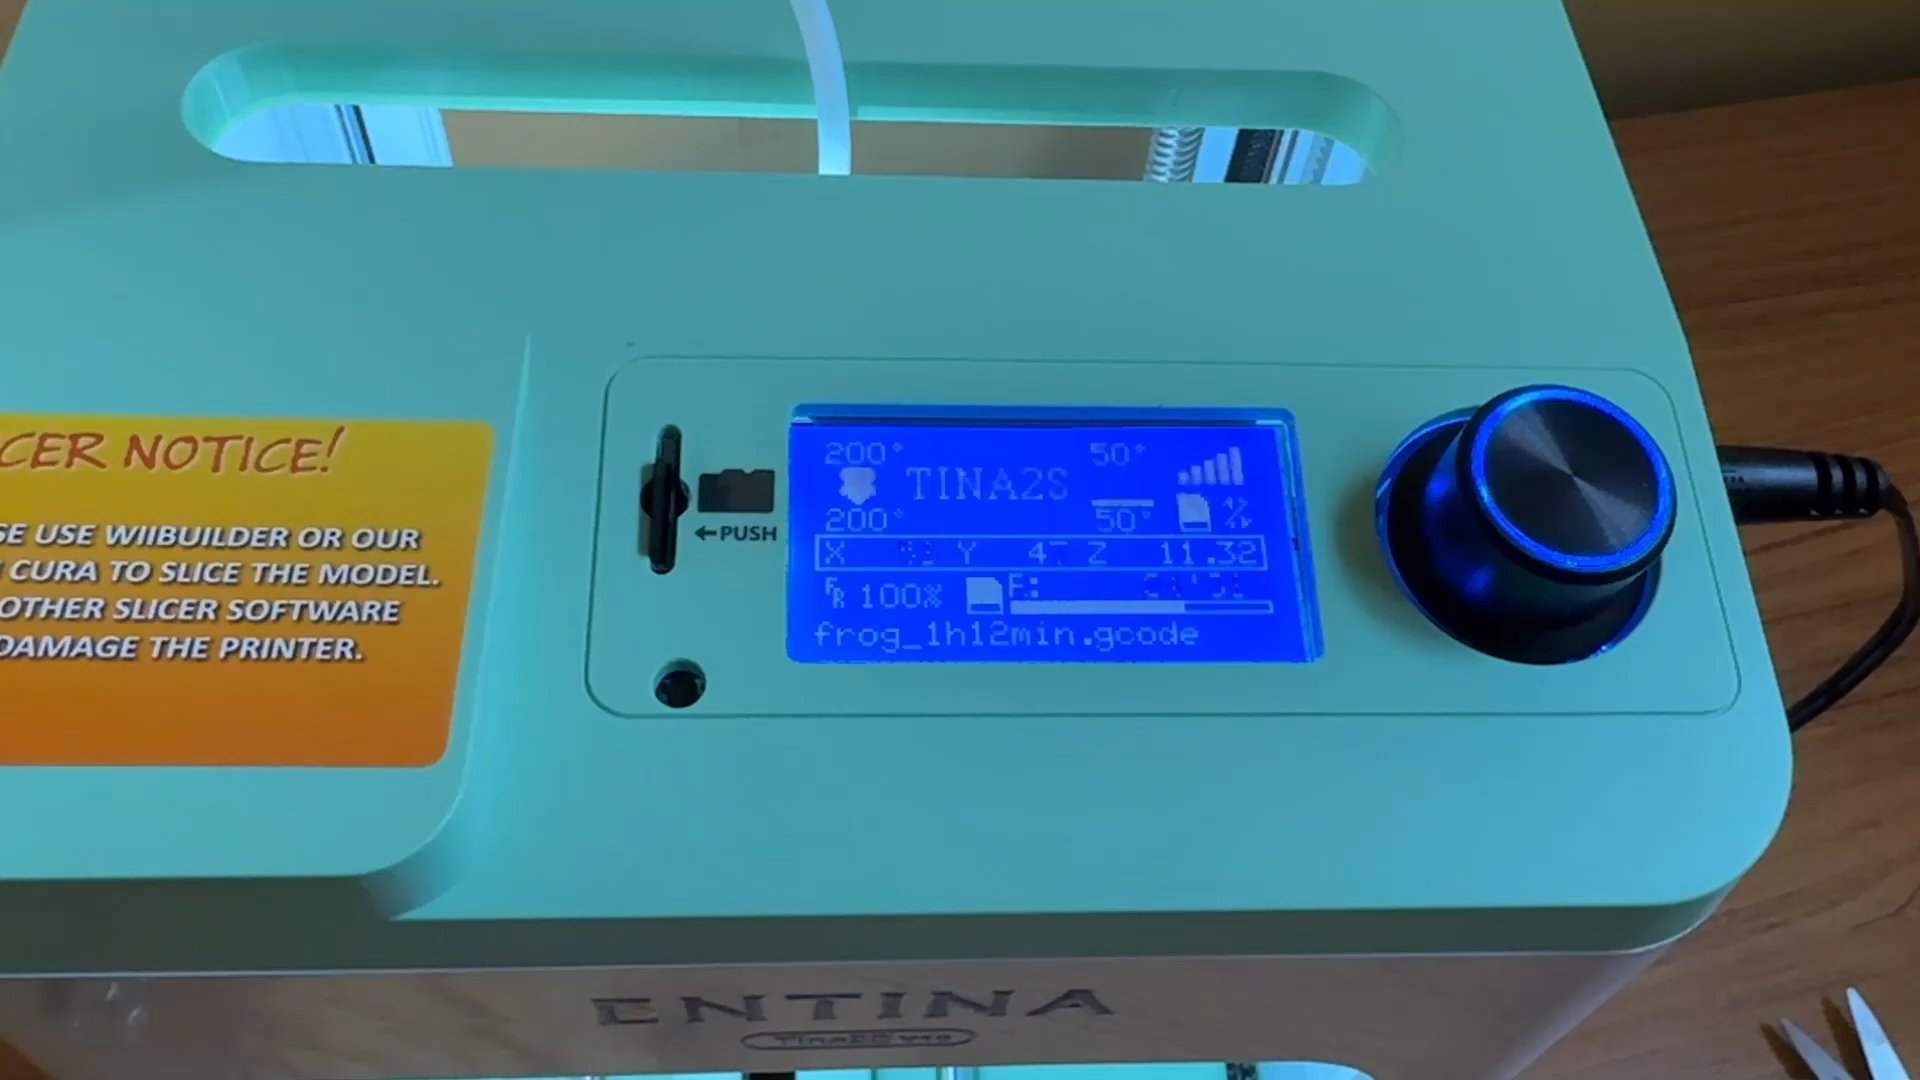 CER NOTICE!
SE USE WIIBUILDER OR OUR
CURA TO SLICE THE MODEL.
OTHER SLICER SOFTWARE
DAMAGE THE PRINTER.
←PUSH
200° 50°
TINA2S
200° 50°
X Y Z 11.32
FR 100% E:
frog_1h12min.gcode
ENTINA